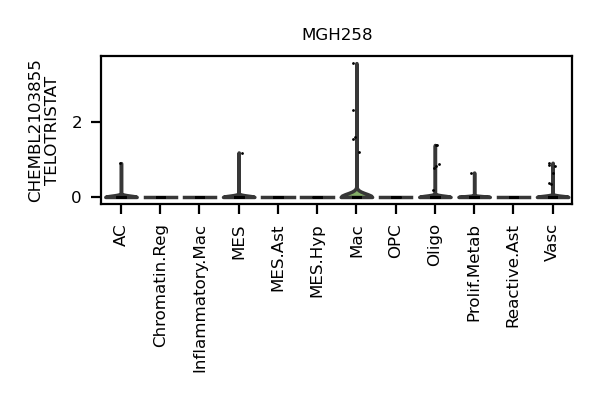 MGH258
CHEMBL2103855
TELOTRISTAT
2
0
AC
Chromatin.Reg
Inflammatory.Mac
MES
MES.Ast
MES.Hyp
Mac
OPC
Oligo
Prolif.Metab
Reactive.Ast
Vasc